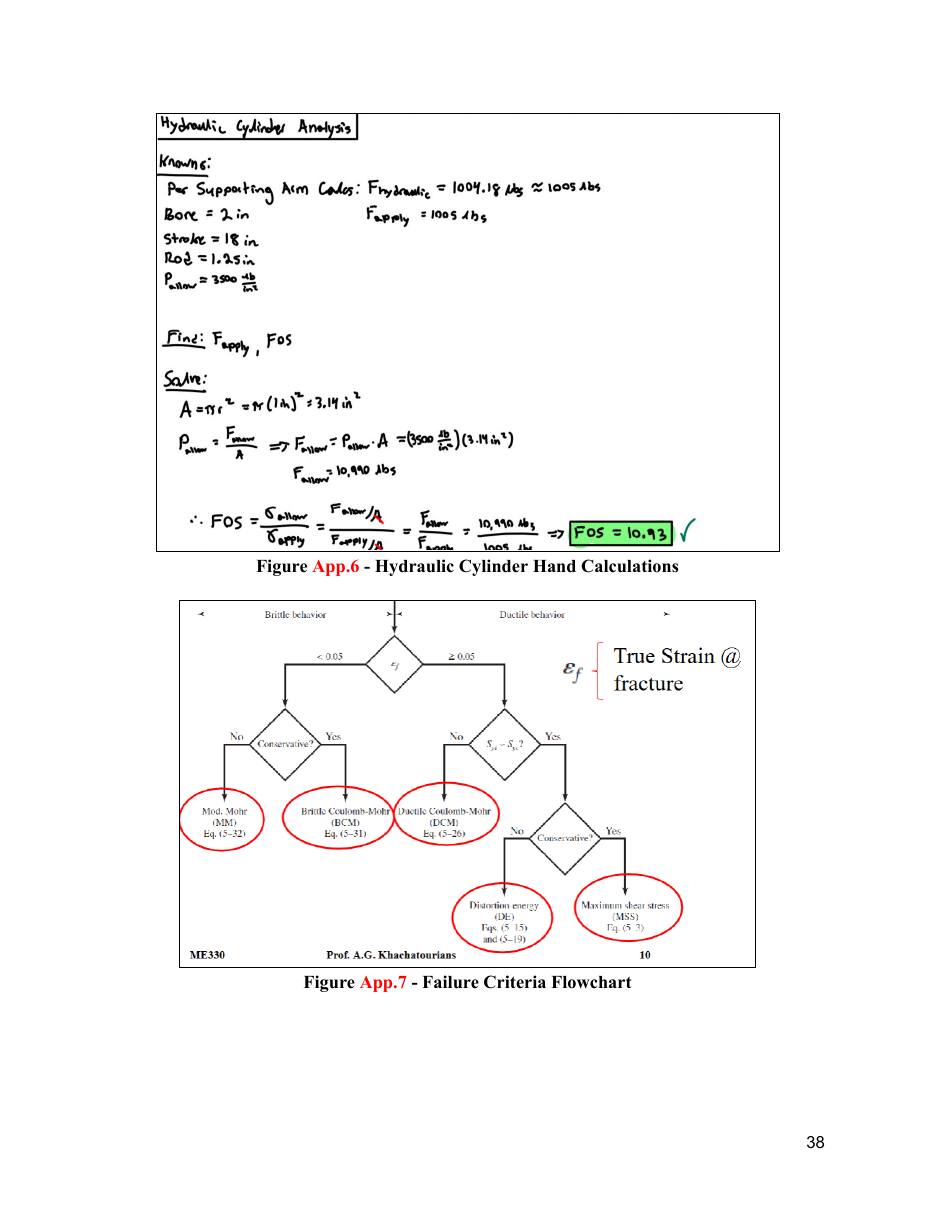 Hydraulic Cylinder Analysis
Knowns:
Per Supporting Arm Calcs: Fhydraulic = 1004.18 lbs ≈ 1005 lbs
Bore = 2 in Fapply = 1005 lbs
Stroke = 18 in
Rod = 1.25 in
Pallow = 3500 lb/in²
Find: Fapply, FOS
Solve:
A = πr² = π(1in)² = 3.14 in²
Pallow = Fallow/A => Fallow = Pallow · A = (3500 lb/in²)(3.14 in²)
Fallow = 10,990 lbs
∴ FOS = σallow/σapply = (Fallow/A)/(Fapply/A) = Fallow/Fapply = 10,990 lbs/1005 lbs => FOS = 10.93 ✓
Figure App.6 - Hydraulic Cylinder Hand Calculations
Brittle behavior Ductile behavior
< 0.05 εf ≥ 0.05
εf { True Strain @
fracture
No Conservative? Yes
No Yes
Mod. Mohr
(MM)
Eq. (5–32)
Brittle Coulomb-Mohr
(BCM)
Eq. (5–31)
Ductile Coulomb-Mohr
(DCM)
Eq. (5–26)
No Conservative? Yes
Distortion energy
(DE)
Eqs. (5–15)
and (5–19)
Maximum shear stress
(MSS)
Eq. (5–3)
ME330 Prof. A.G. Khachatourians 10
Figure App.7 - Failure Criteria Flowchart
38